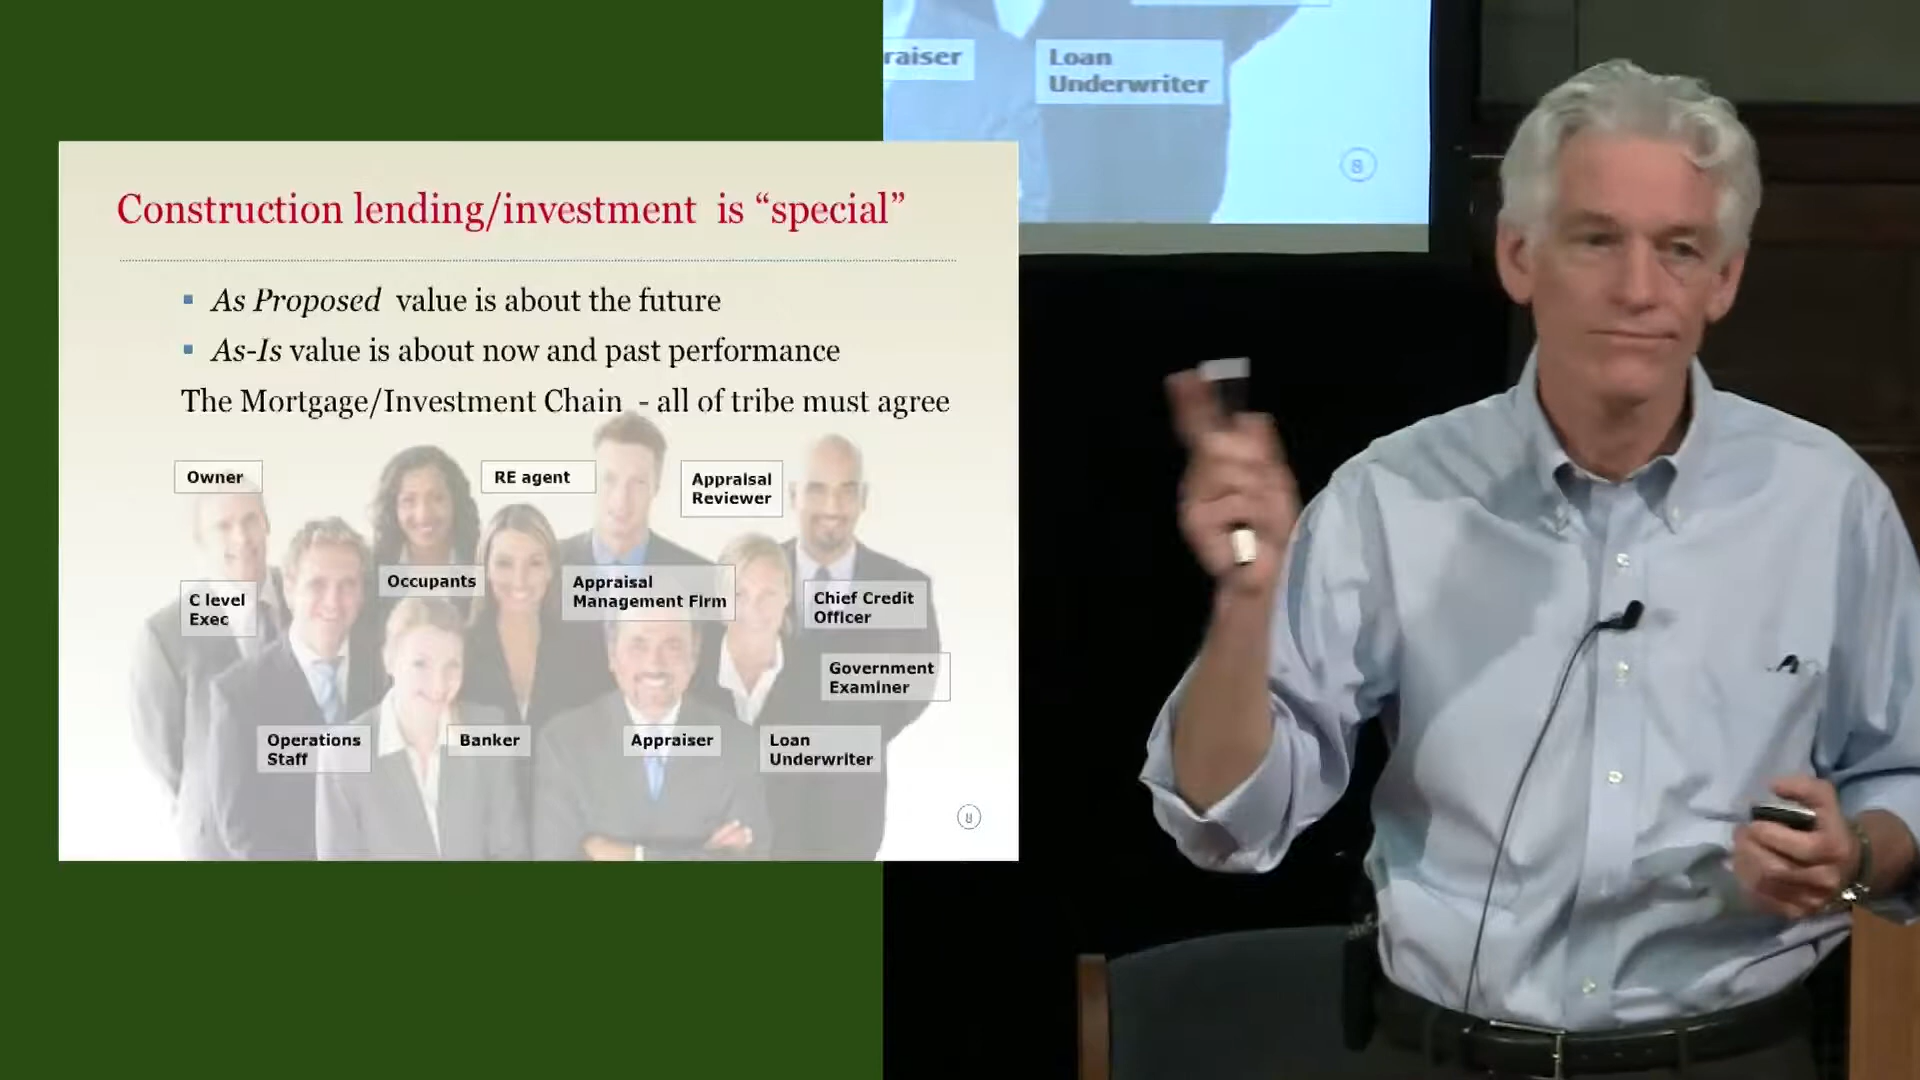 raiser
Loan
Underwriter
8
Construction lending/investment is “special”
▪ As Proposed value is about the future
▪ As-Is value is about now and past performance
The Mortgage/Investment Chain - all of tribe must agree
Owner
RE agent
Appraisal
Reviewer
C level
Exec
Occupants
Appraisal
Management Firm
Chief Credit
Officer
Government
Examiner
Operations
Staff
Banker
Appraiser
Loan
Underwriter
8